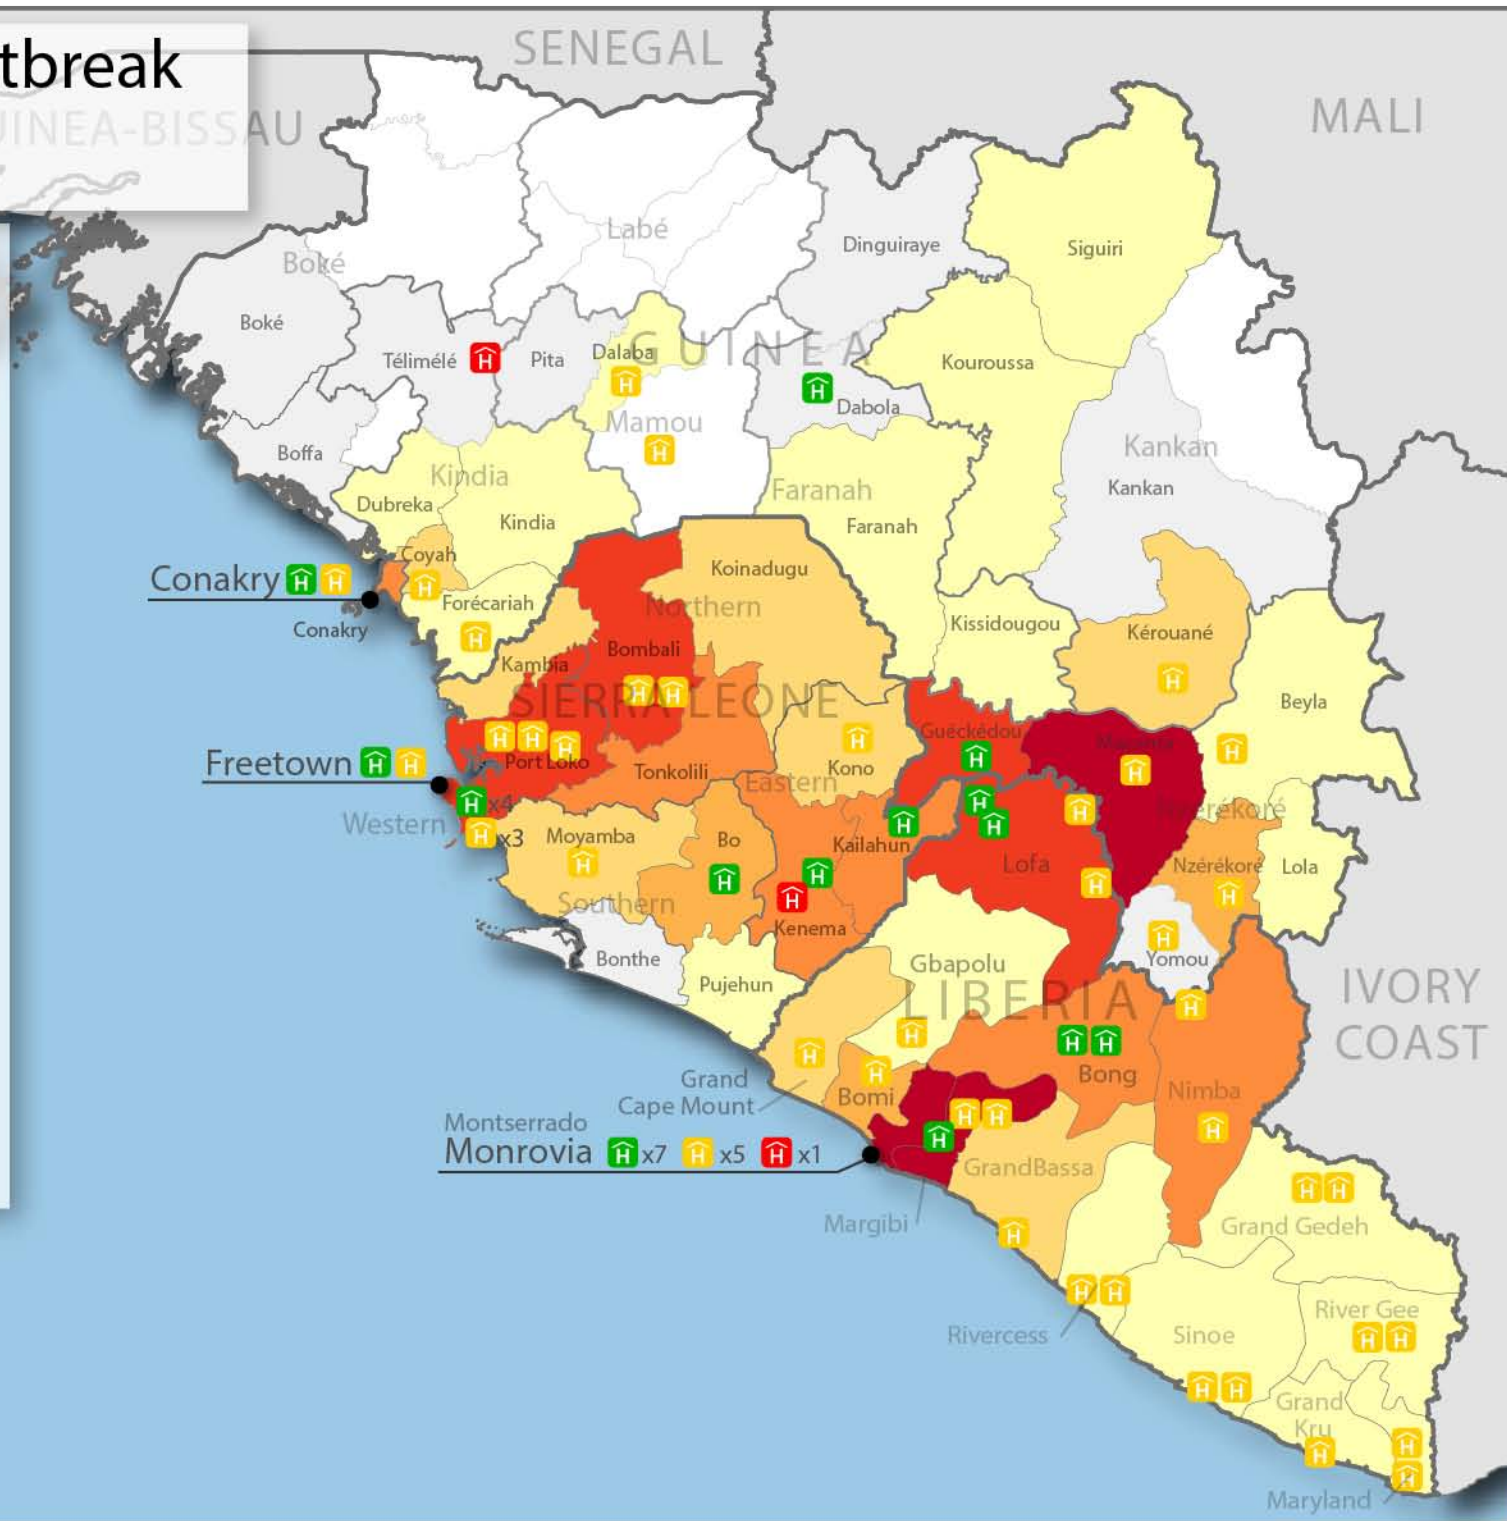 tbreak
SENEGAL
MALI
UINEA-BISSAU
Labé
Dinguiraye
Siguiri
Boké
Boké
Télimélé
H
Pita
Dalaba
H
GUINEA
Kouroussa
H
Dabola
Mamou
H
Kankan
Boffa
Kindia
Faranah
Kankan
Dubreka
Kindia
Faranah
Coyah
H
Koinadugu
Conakry H H
Forécariah
H
Northern
Conakry
Kissidougou
Kérouané
H
Bombali
H H
Kambia
SIERRA LEONE
Beyla
H
Guéckédou
H
Macenta
H
H H H
Port Loko
Freetown H H
Tonkolili
Eastern
H
Kono
H x4
H x3
Western
Moyamba
H
Bo
H
Kailahun
H
H
H
H
Nzérékoré
Nzérékoré
H
Lola
Lofa
H
Southern
H
H
Kenema
Bonthe
Pujehun
Gbapolu
H
Yomou
LIBERIA
IVORY
COAST
H
H
H
H
Bomi
H H
Bong
Nimba
H
Grand
Cape Mount
Montserrado
Monrovia H x7 H x5 H x1
H
H H
GrandBassa
H
Margibi
H H
Grand Gedeh
H H
Rivercess
Sinoe
H H
River Gee
H H
Grand
Kru
H
H
H
Maryland